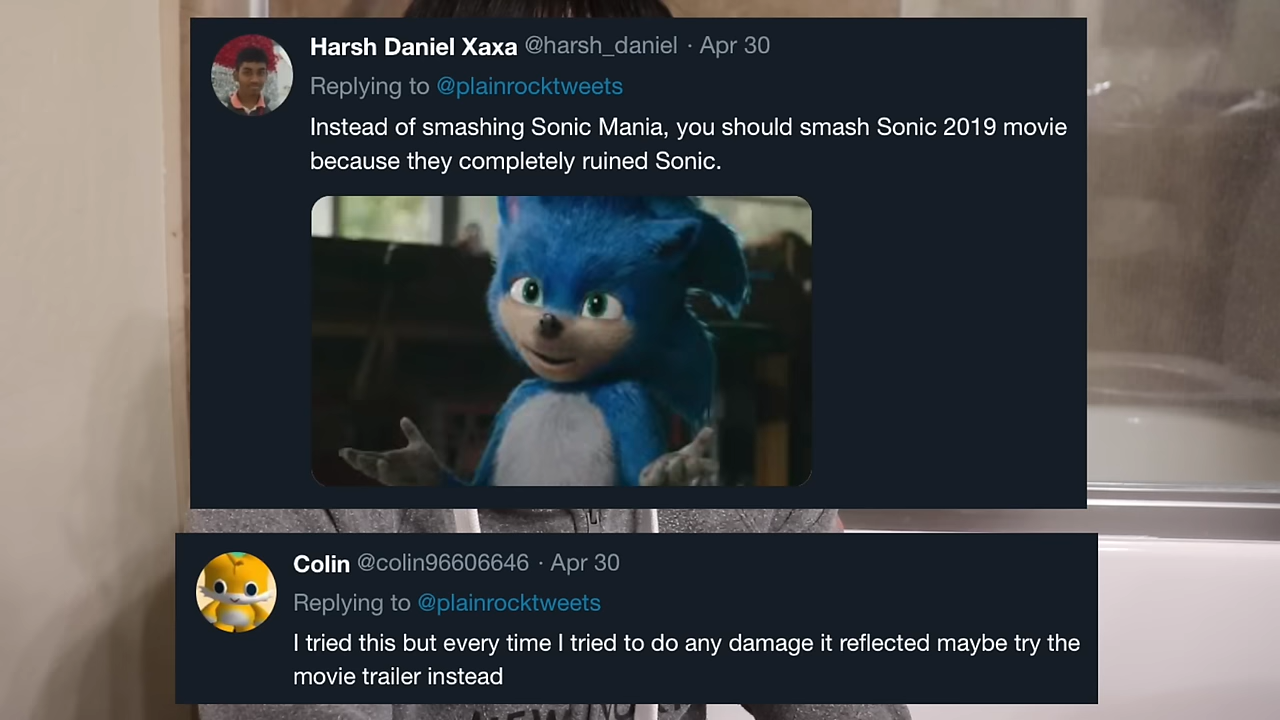 Harsh Daniel Xaxa @harsh_daniel · Apr 30
Replying to @plainrocktweets
Instead of smashing Sonic Mania, you should smash Sonic 2019 movie
because they completely ruined Sonic.
Colin @colin96606646 · Apr 30
Replying to @plainrocktweets
I tried this but every time I tried to do any damage it reflected maybe try the
movie trailer instead